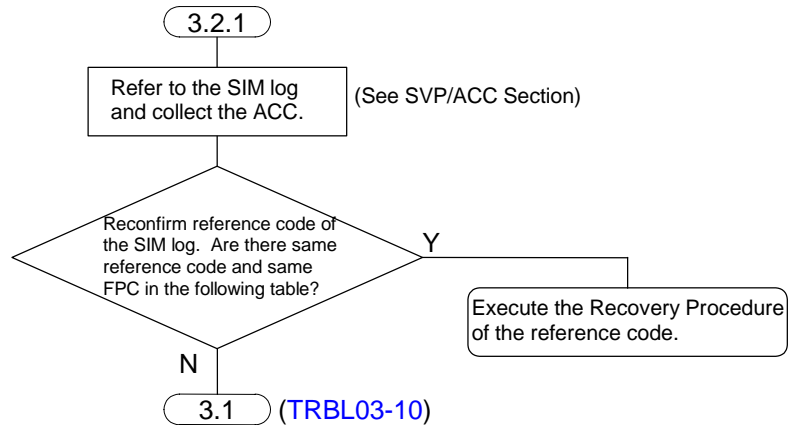 3.2.1
Refer to the SIM log
and collect the ACC.
(See SVP/ACC Section)
Reconfirm reference code of
the SIM log. Are there same
reference code and same
FPC in the following table?
Y
Execute the Recovery Procedure
of the reference code.
N
3.1 (TRBL03-10)